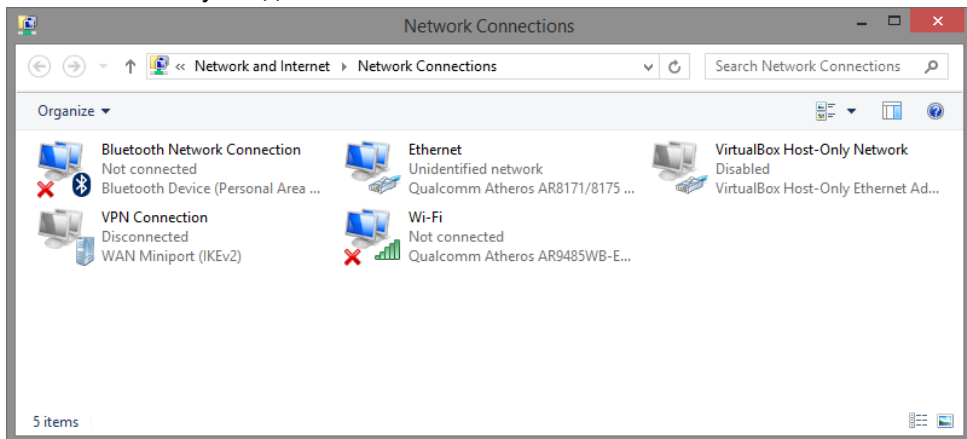 Network Connections
« Network and Internet ▸ Network Connections
Search Network Connections
Organize
Bluetooth Network Connection
Not connected
Bluetooth Device (Personal Area ...
Ethernet
Unidentified network
Qualcomm Atheros AR8171/8175 ...
VirtualBox Host-Only Network
Disabled
VirtualBox Host-Only Ethernet Ad...
VPN Connection
Disconnected
WAN Miniport (IKEv2)
Wi-Fi
Not connected
Qualcomm Atheros AR9485WB-E...
5 items